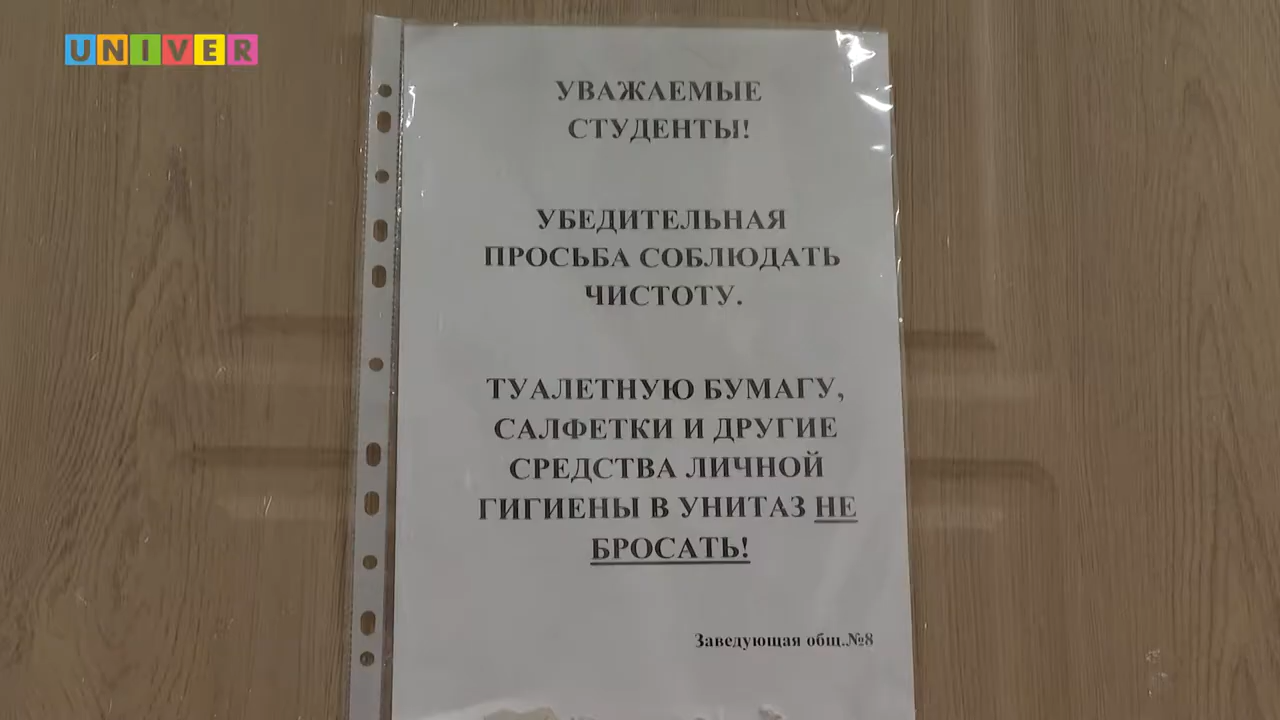 UNIVER
УВАЖАЕМЫЕ
СТУДЕНТЫ!
УБЕДИТЕЛЬНАЯ
ПРОСЬБА СОБЛЮДАТЬ
ЧИСТОТУ.
ТУАЛЕТНУЮ БУМАГУ,
САЛФЕТКИ И ДРУГИЕ
СРЕДСТВА ЛИЧНОЙ
ГИГИЕНЫ В УНИТАЗ НЕ
БРОСАТЬ!
Заведующая общ.№8